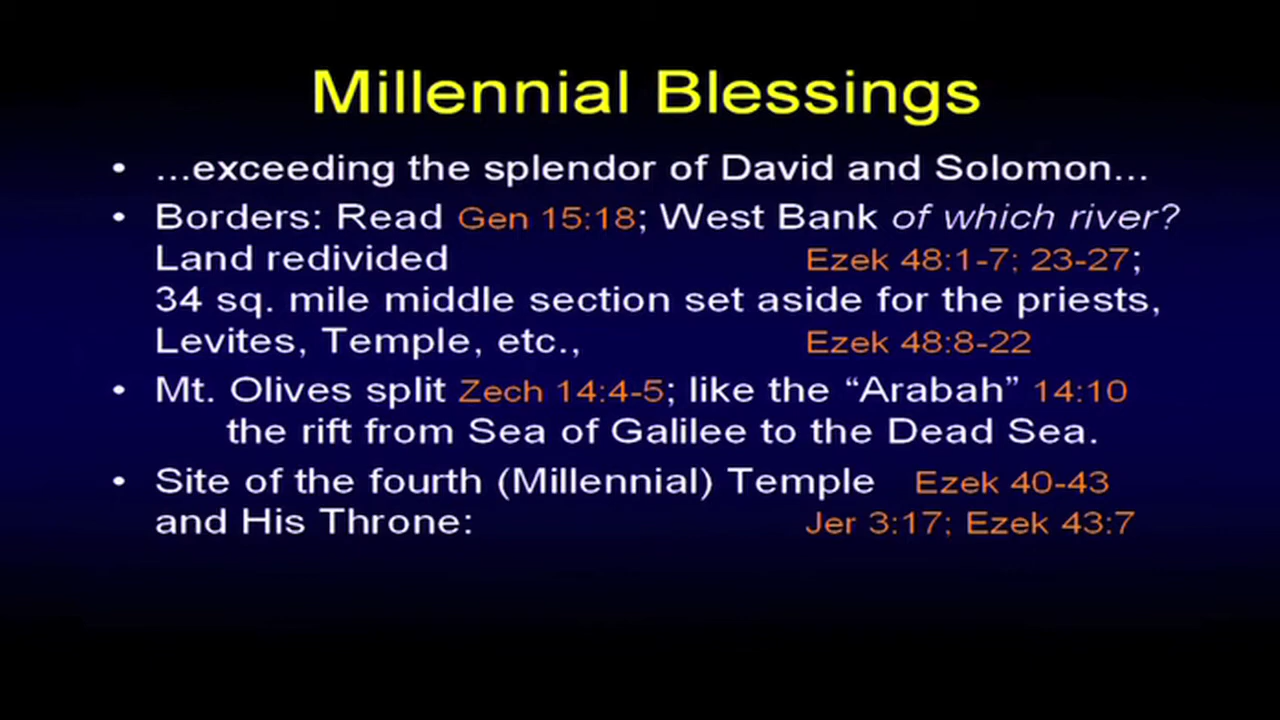 Millennial Blessings
• ...exceeding the splendor of David and Solomon...
• Borders: Read Gen 15:18; West Bank of which river?
Land redivided Ezek 48:1-7; 23-27;
34 sq. mile middle section set aside for the priests,
Levites, Temple, etc., Ezek 48:8-22
• Mt. Olives split Zech 14:4-5; like the “Arabah” 14:10
the rift from Sea of Galilee to the Dead Sea.
• Site of the fourth (Millennial) Temple Ezek 40-43
and His Throne: Jer 3:17; Ezek 43:7